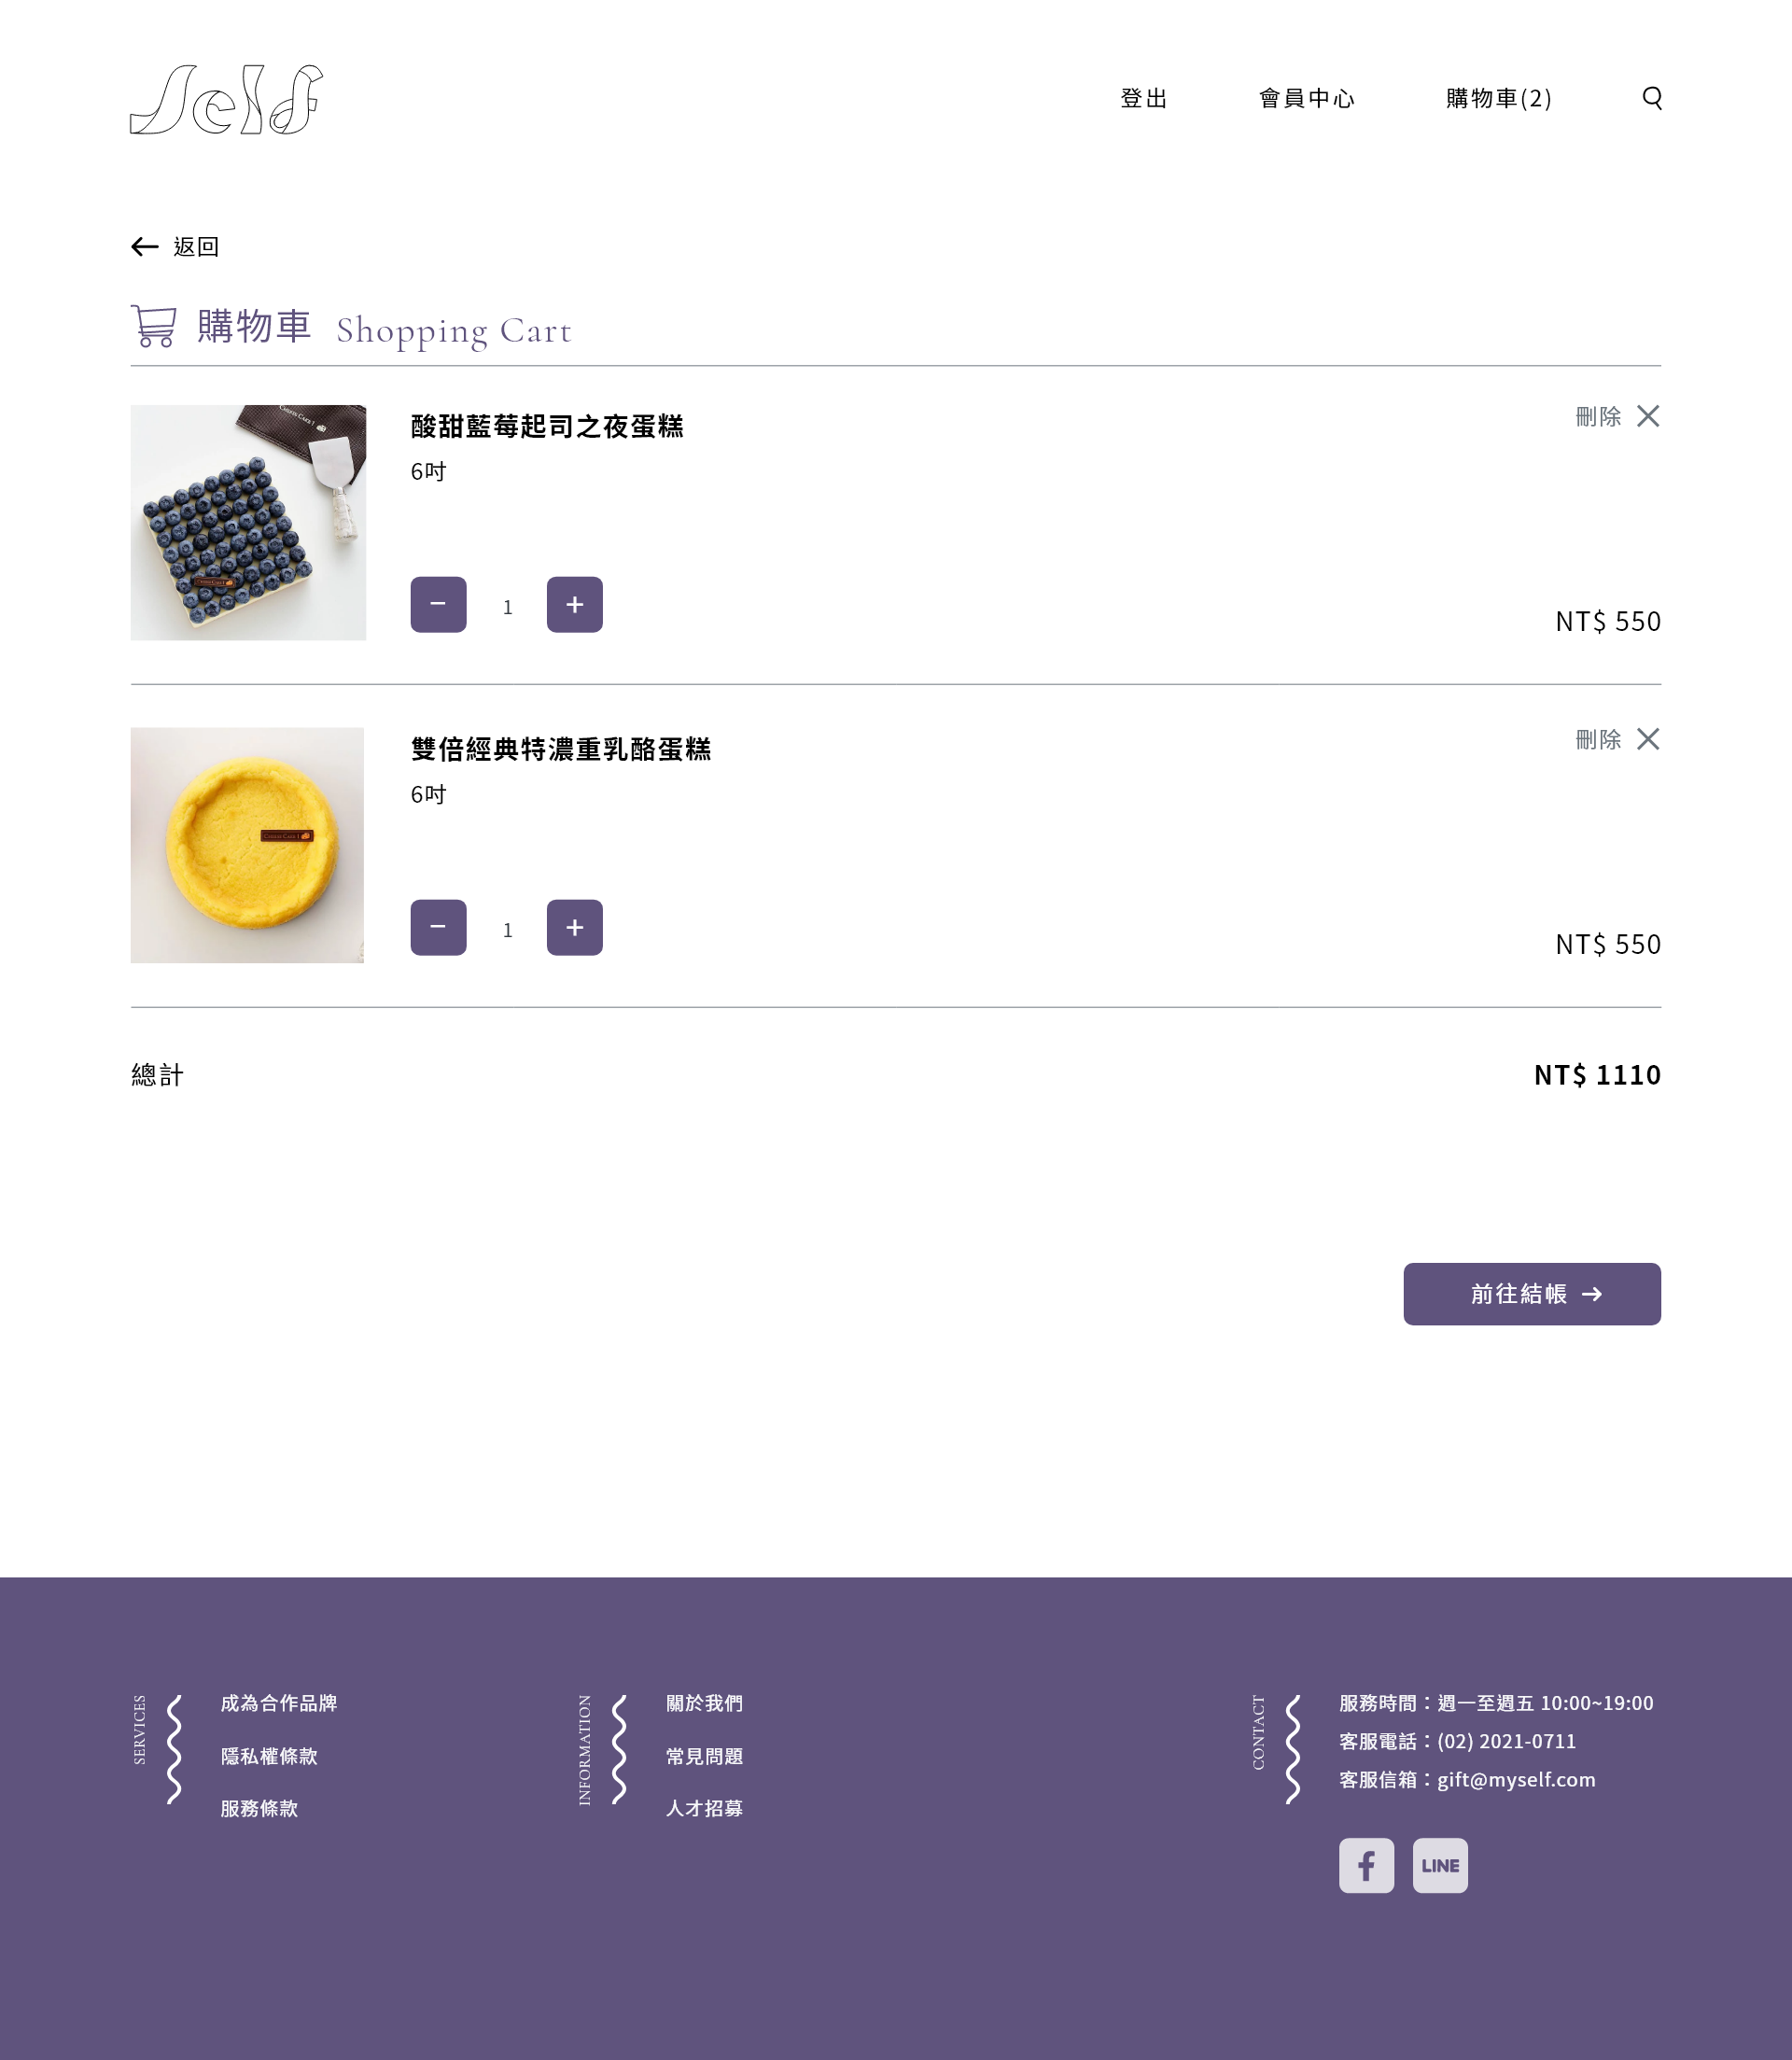 Self
登出 會員中心 購物車(2)
返回
購物車 Shopping Cart
酸甜藍莓起司之夜蛋糕
刪除
6吋
− 1 +
NT$ 550
雙倍經典特濃重乳酪蛋糕
刪除
6吋
− 1 +
NT$ 550
總計 NT$ 1110
前往結帳 →
SERVICES
成為合作品牌
隱私權條款
服務條款
INFORMATION
關於我們
常見問題
人才招募
CONTACT
服務時間：週一至週五 10:00~19:00
客服電話：(02) 2021-0711
客服信箱：gift@myself.com
f LINE